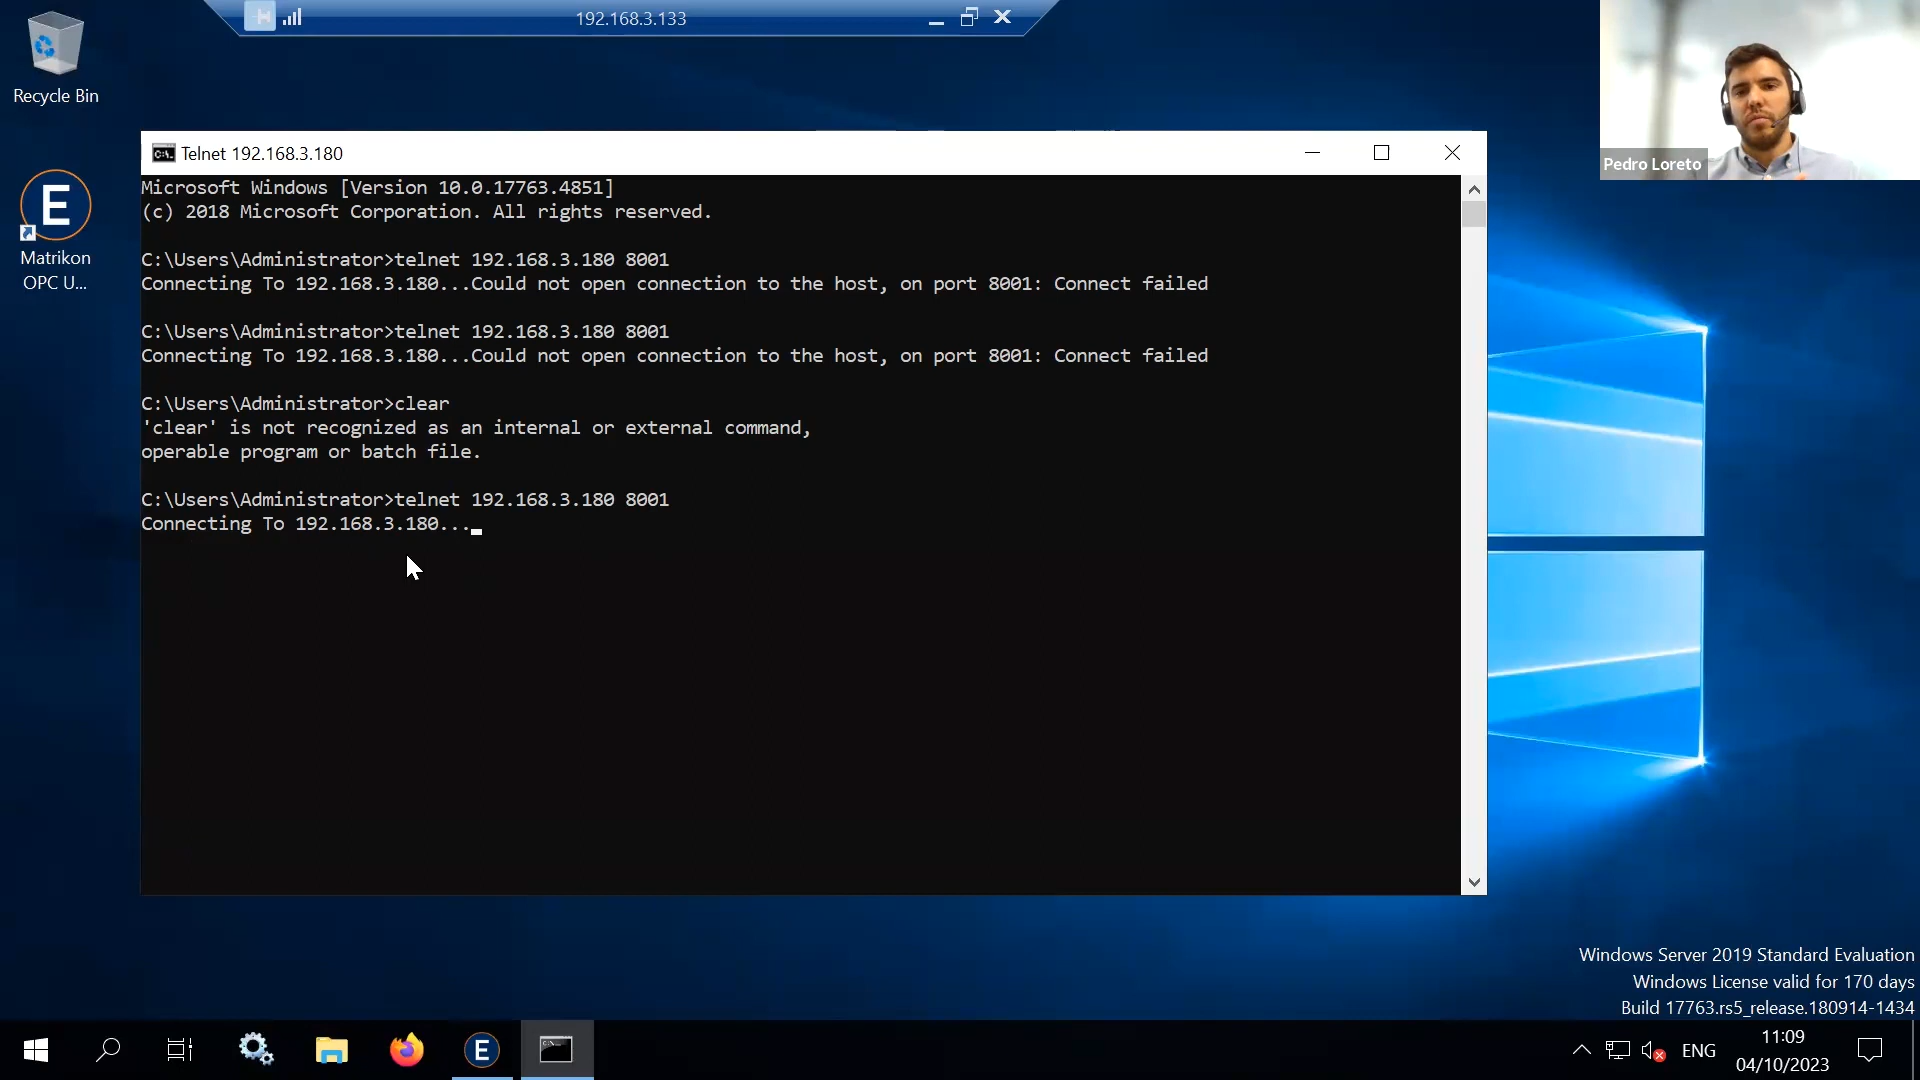 192.168.3.133
Recycle Bin
Pedro Loreto
Telnet 192.168.3.180
Microsoft Windows [Version 10.0.17763.4851]
(c) 2018 Microsoft Corporation. All rights reserved.
C:\Users\Administrator>telnet 192.168.3.180 8001
Connecting To 192.168.3.180...Could not open connection to the host, on port 8001: Connect failed
C:\Users\Administrator>telnet 192.168.3.180 8001
Connecting To 192.168.3.180...Could not open connection to the host, on port 8001: Connect failed
C:\Users\Administrator>clear
'clear' is not recognized as an internal or external command,
operable program or batch file.
C:\Users\Administrator>telnet 192.168.3.180 8001
Connecting To 192.168.3.180...
E
Matrikon
OPC U...
Windows Server 2019 Standard Evaluation
Windows License valid for 170 days
Build 17763.rs5_release.180914-1434
E
ENG
11:09
04/10/2023